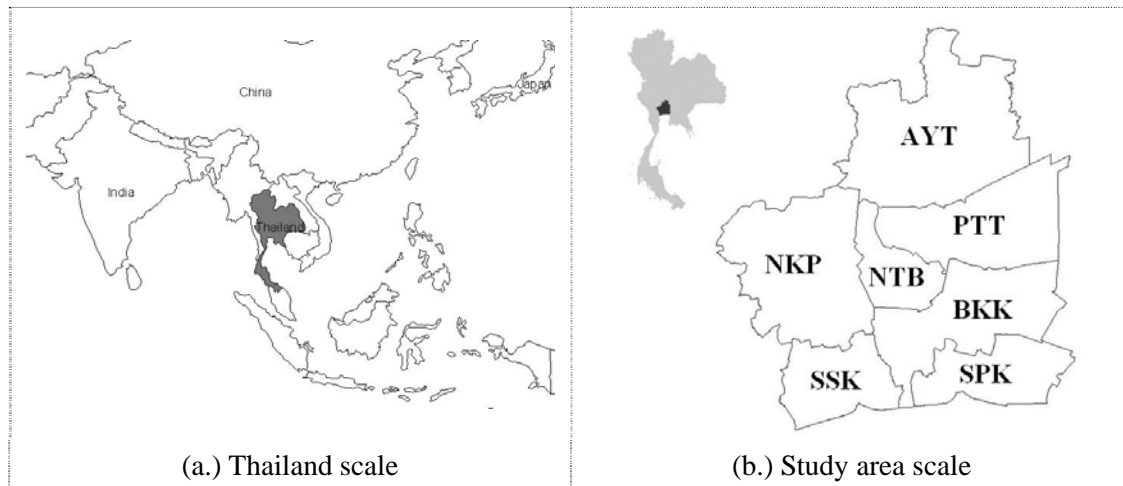 China
Japan
India
Thailand
(a.) Thailand scale
AYT
PTT
NKP
NTB
BKK
SSK
SPK
(b.) Study area scale